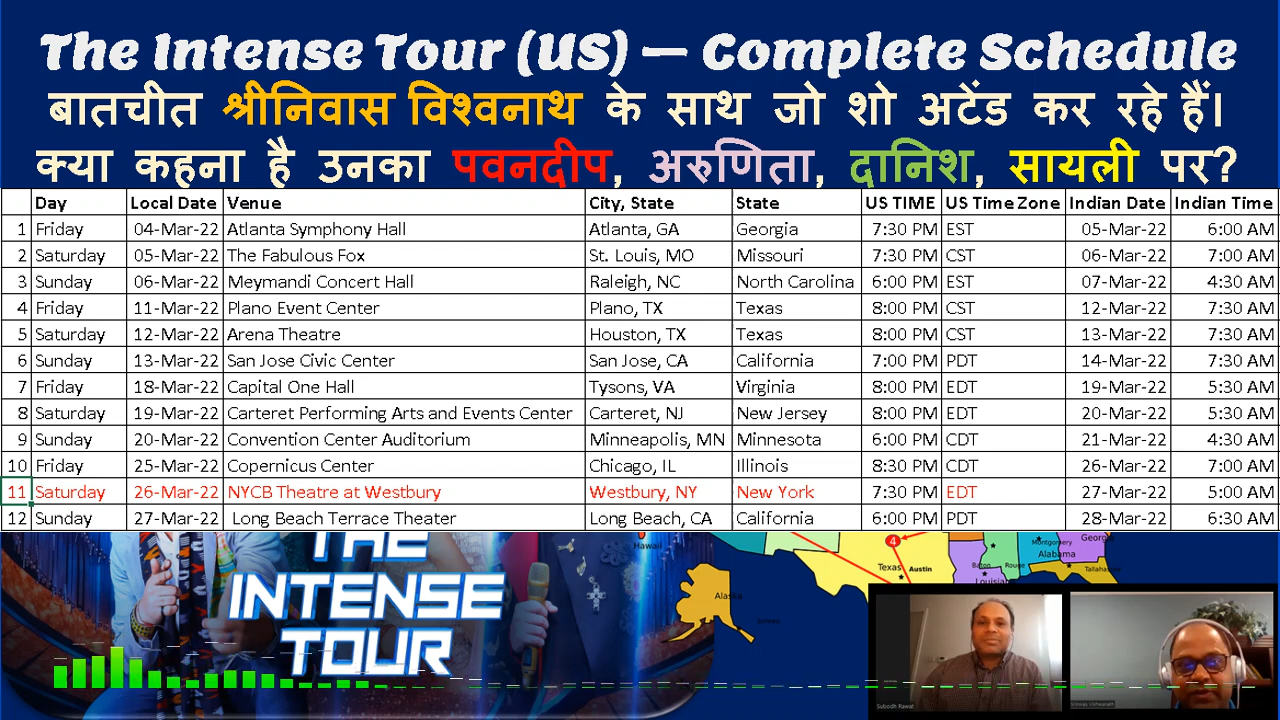 The Intense Tour (US) — Complete Schedule
बातचीत श्रीनिवास विश्वनाथ के साथ जो शो अटेंड कर रहे हैं।
क्या कहना है उनका पवनदीप, अरुणिता, दानिश, सायली पर?
Day Local Date Venue City, State State US TIME US Time Zone Indian Date Indian Time
1 Friday 04-Mar-22 Atlanta Symphony Hall Atlanta, GA Georgia 7:30 PM EST 05-Mar-22 6:00 AM
2 Saturday 05-Mar-22 The Fabulous Fox St. Louis, MO Missouri 7:30 PM CST 06-Mar-22 7:00 AM
3 Sunday 06-Mar-22 Meymandi Concert Hall Raleigh, NC North Carolina 6:00 PM EST 07-Mar-22 4:30 AM
4 Friday 11-Mar-22 Plano Event Center Plano, TX Texas 8:00 PM CST 12-Mar-22 7:30 AM
5 Saturday 12-Mar-22 Arena Theatre Houston, TX Texas 8:00 PM CST 13-Mar-22 7:30 AM
6 Sunday 13-Mar-22 San Jose Civic Center San Jose, CA California 7:00 PM PDT 14-Mar-22 7:30 AM
7 Friday 18-Mar-22 Capital One Hall Tysons, VA Virginia 8:00 PM EDT 19-Mar-22 5:30 AM
8 Saturday 19-Mar-22 Carteret Performing Arts and Events Center Carteret, NJ New Jersey 8:00 PM EDT 20-Mar-22 5:30 AM
9 Sunday 20-Mar-22 Convention Center Auditorium Minneapolis, MN Minnesota 6:00 PM CDT 21-Mar-22 4:30 AM
10 Friday 25-Mar-22 Copernicus Center Chicago, IL Illinois 8:30 PM CDT 26-Mar-22 7:00 AM
11 Saturday 26-Mar-22 NYCB Theatre at Westbury Westbury, NY New York 7:30 PM EDT 27-Mar-22 5:00 AM
12 Sunday 27-Mar-22 Long Beach Terrace Theater Long Beach, CA California 6:00 PM PDT 28-Mar-22 6:30 AM
THE
INTENSE
TOUR
Hawaii
Alaska
4
Texas Austin
Baton Rouge
Montgomery
Alabama
Georgia
Subodh Rawat